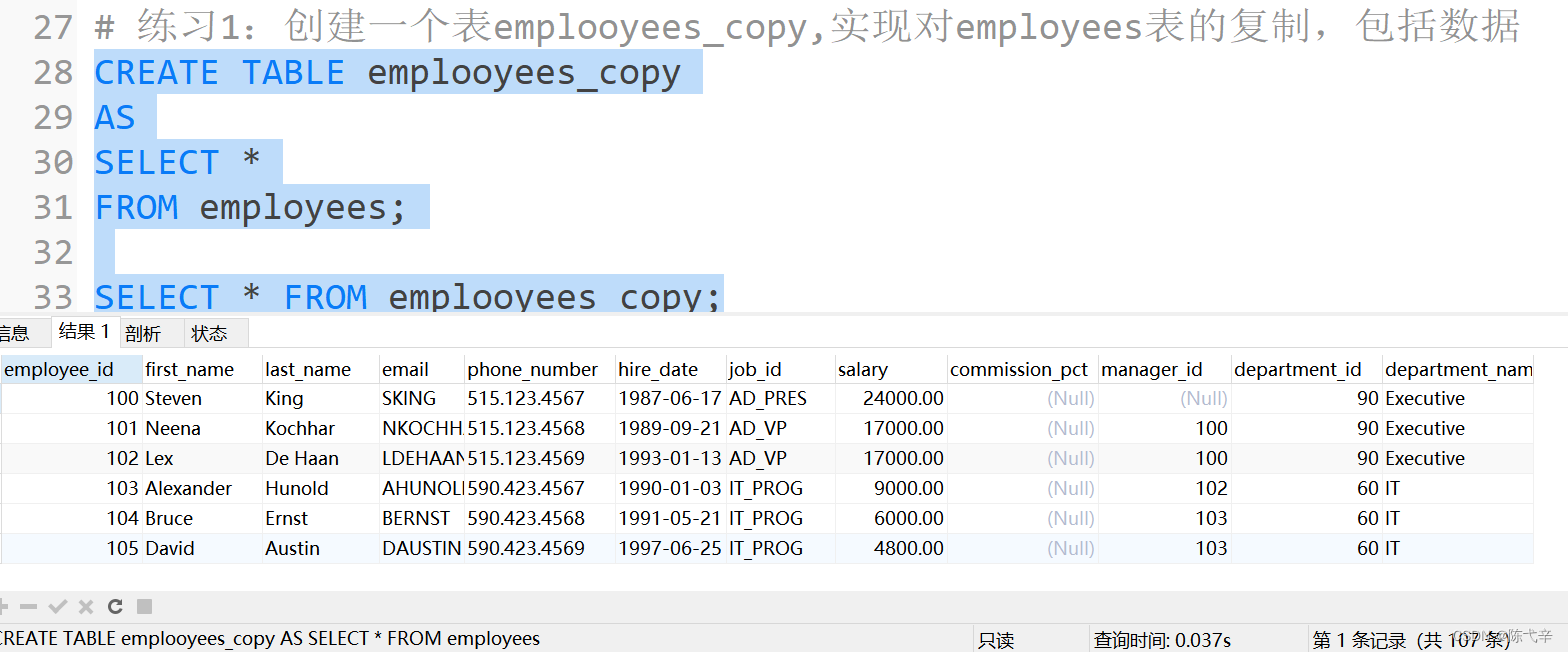 27 # 练习1：创建一个表emplooyees_copy,实现对employees表的复制，包括数据
28 CREATE TABLE emplooyees_copy
29 AS
30 SELECT *
31 FROM employees;
32
33 SELECT * FROM emplooyees_copy;
信息 结果 1 剖析 状态
employee_id first_name last_name email phone_number hire_date job_id salary commission_pct manager_id department_id department_nam
100 Steven King SKING 515.123.4567 1987-06-17 AD_PRES 24000.00 (Null) (Null) 90 Executive
101 Neena Kochhar NKOCHH 515.123.4568 1989-09-21 AD_VP 17000.00 (Null) 100 90 Executive
102 Lex De Haan LDEHAAN 515.123.4569 1993-01-13 AD_VP 17000.00 (Null) 100 90 Executive
103 Alexander Hunold AHUNOL 590.423.4567 1990-01-03 IT_PROG 9000.00 (Null) 102 60 IT
104 Bruce Ernst BERNST 590.423.4568 1991-05-21 IT_PROG 6000.00 (Null) 103 60 IT
105 David Austin DAUSTIN 590.423.4569 1997-06-25 IT_PROG 4800.00 (Null) 103 60 IT
CREATE TABLE emplooyees_copy AS SELECT * FROM employees 只读 查询时间: 0.037s 第 1 条记录 (共 107 条)
CSDN @陈弋辛